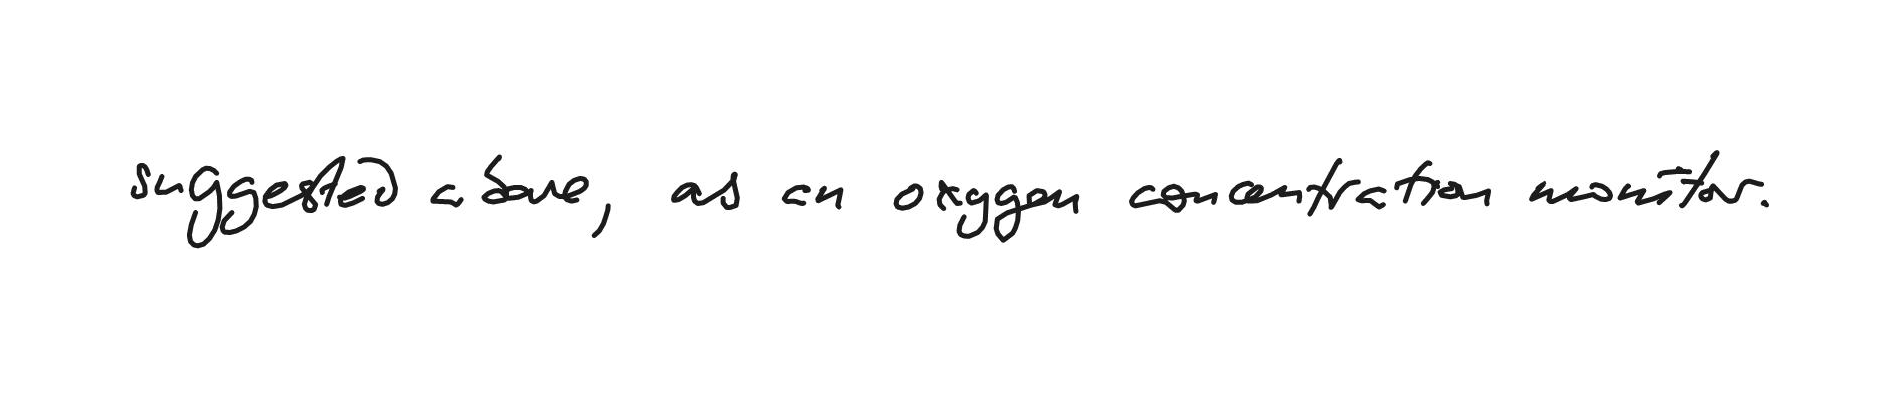 suggested above, as an oxygen concentration monitor.